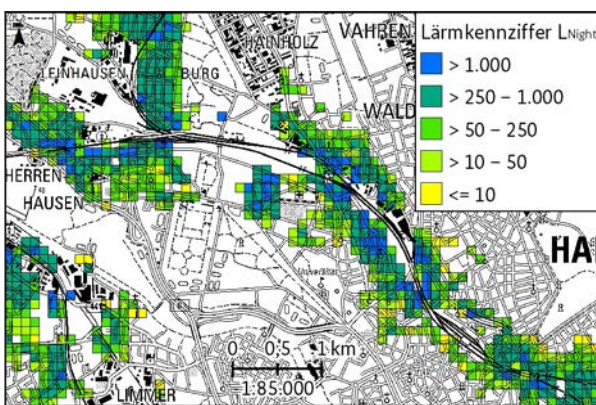 Lärmkennziffer LNight
> 1.000
> 250 – 1.000
> 50 – 250
> 10 – 50
<= 10
HAINHOLZ
VAHREN
LEINHAUSEN
BURG
WALD
HERREN
HAUSEN
HA
Universität
0 0,5 1 km
1:85.000
LIMMER